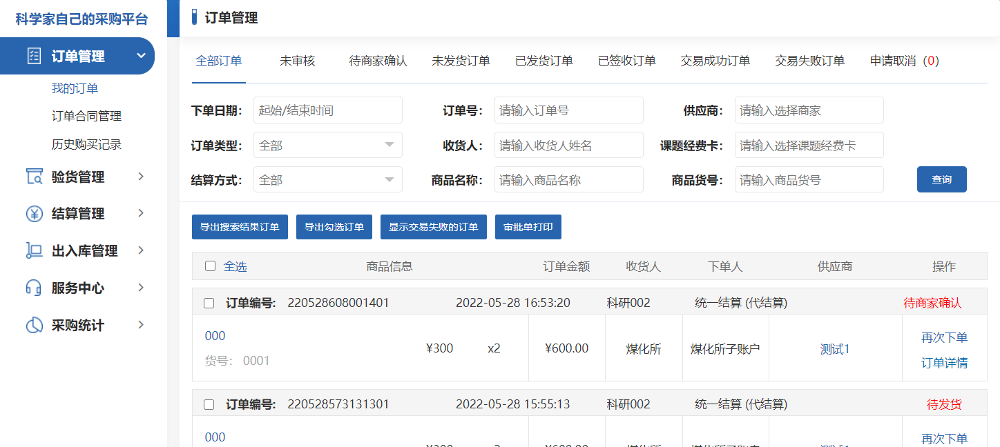 科学家自己的采购平台
订单管理
我的订单
订单合同管理
历史购买记录
验货管理
结算管理
出入库管理
服务中心
采购统计
订单管理
全部订单 未审核 待商家确认 未发货订单 已发货订单 已签收订单 交易成功订单 交易失败订单 申请取消（0）
下单日期： 起始/结束时间 订单号： 请输入订单号 供应商： 请输入选择商家
订单类型： 全部 收货人： 请输入收货人姓名 课题经费卡： 请输入选择课题经费卡
结算方式： 全部 商品名称： 请输入商品名称 商品货号： 请输入商品货号 查询
导出搜索结果订单 导出勾选订单 显示交易失败的订单 审批单打印
全选 商品信息 订单金额 收货人 下单人 供应商 操作
订单编号: 220528608001401 2022-05-28 16:53:20 科研002 统一结算 (代结算) 待商家确认
000 再次下单
¥300 x2 ¥600.00 煤化所 煤化所子账户 测试1
货号： 0001 订单详情
订单编号: 220528573131301 2022-05-28 15:55:13 科研002 统一结算 (代结算) 待发货
000 再次下单